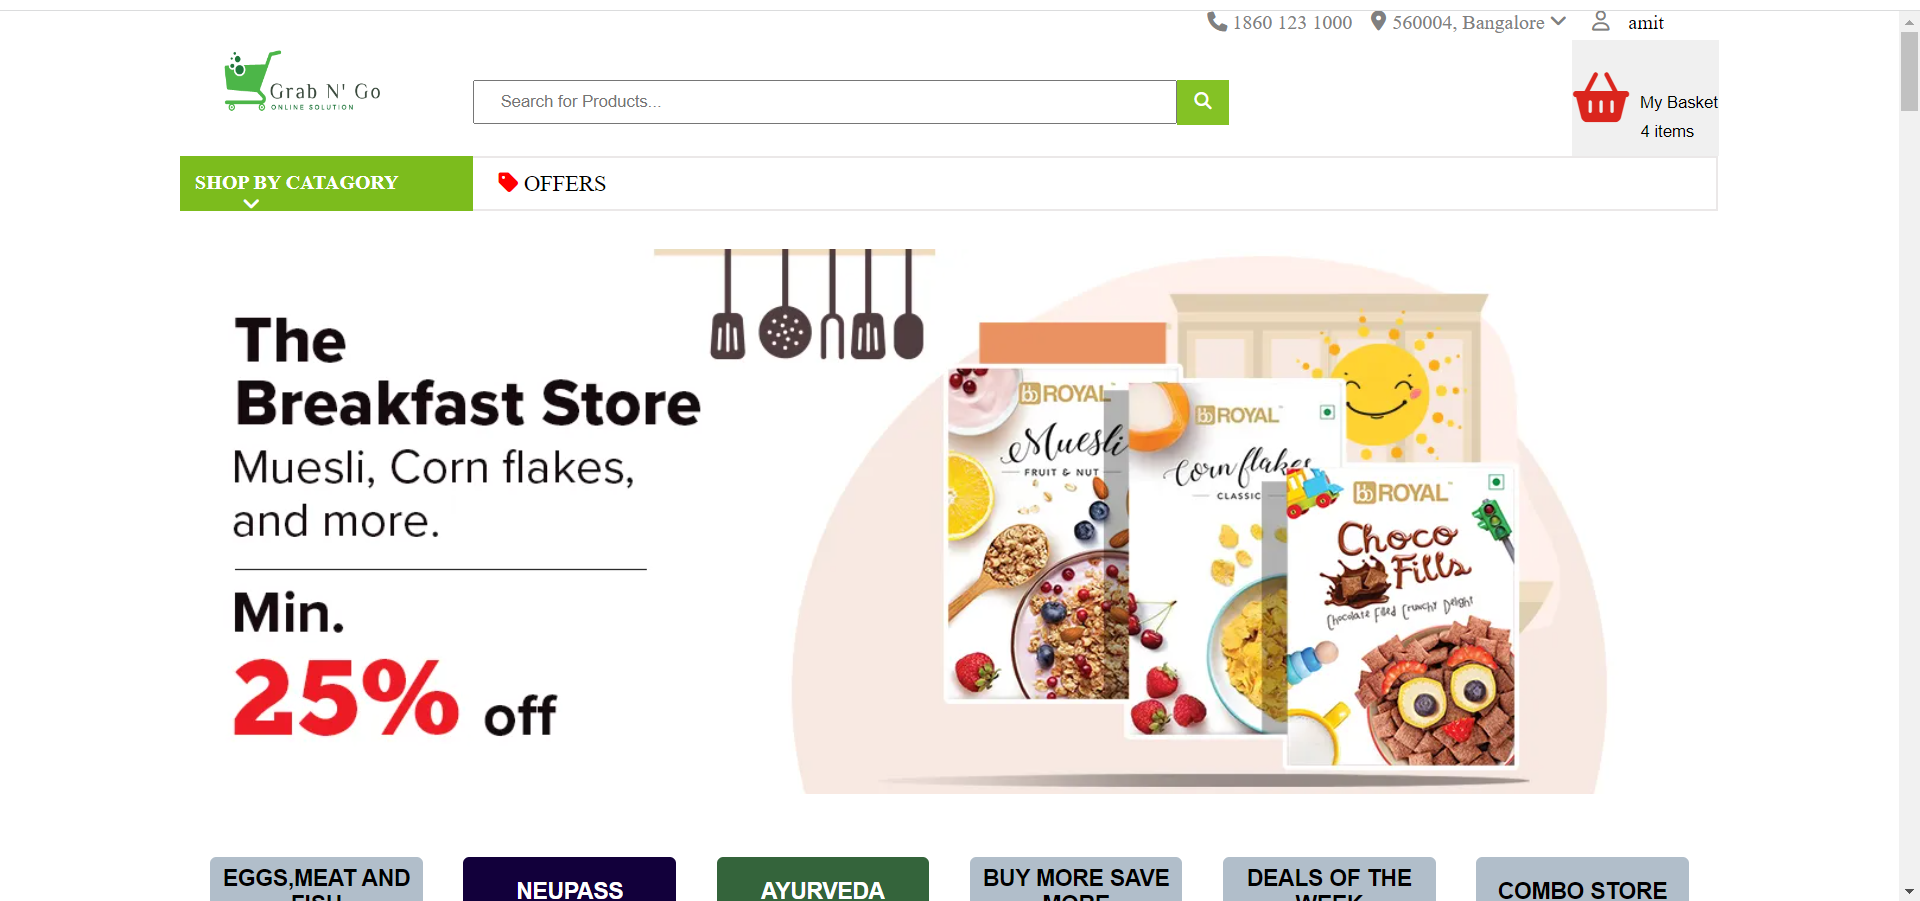 1860 123 1000 560004, Bangalore amit
Grab N' Go
ONLINE SOLUTION
Search for Products...
My Basket
4 items
SHOP BY CATAGORY
OFFERS
The
Breakfast Store
Muesli, Corn flakes,
and more.
Min.
25% off
bb ROYAL
Muesli
FRUIT & NUT
bb ROYAL
Corn flakes
CLASSIC
bb ROYAL
Choco
Fills
Chocolate Filled Crunchy Delight
EGGS,MEAT AND
FISH
NEUPASS
AYURVEDA
BUY MORE SAVE
MORE
DEALS OF THE
WEEK
COMBO STORE